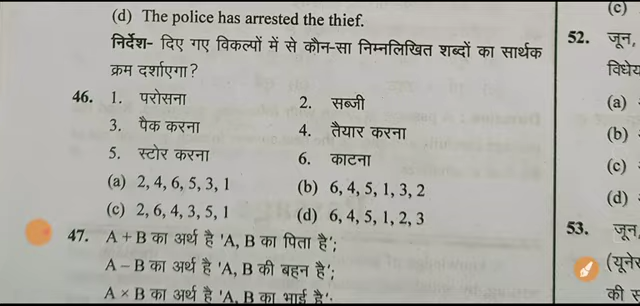 (d) The police has arrested the thief.
निर्देश- दिए गए विकल्पों में से कौन-सा निम्नलिखित शब्दों का सार्थक
क्रम दर्शाएगा?
46. 1. परोसना 2. सब्जी
3. पैक करना 4. तैयार करना
5. स्टोर करना 6. काटना
(a) 2, 4, 6, 5, 3, 1 (b) 6, 4, 5, 1, 3, 2
(c) 2, 6, 4, 3, 5, 1 (d) 6, 4, 5, 1, 2, 3
47. A + B का अर्थ है 'A, B का पिता है';
A − B का अर्थ है 'A, B की बहन है';
A × B का अर्थ है 'A, B का भाई है';
(c)
52. जून,
विधेय
(a)
(b)
(c)
(d)
53. जून,
(यूनेस
की